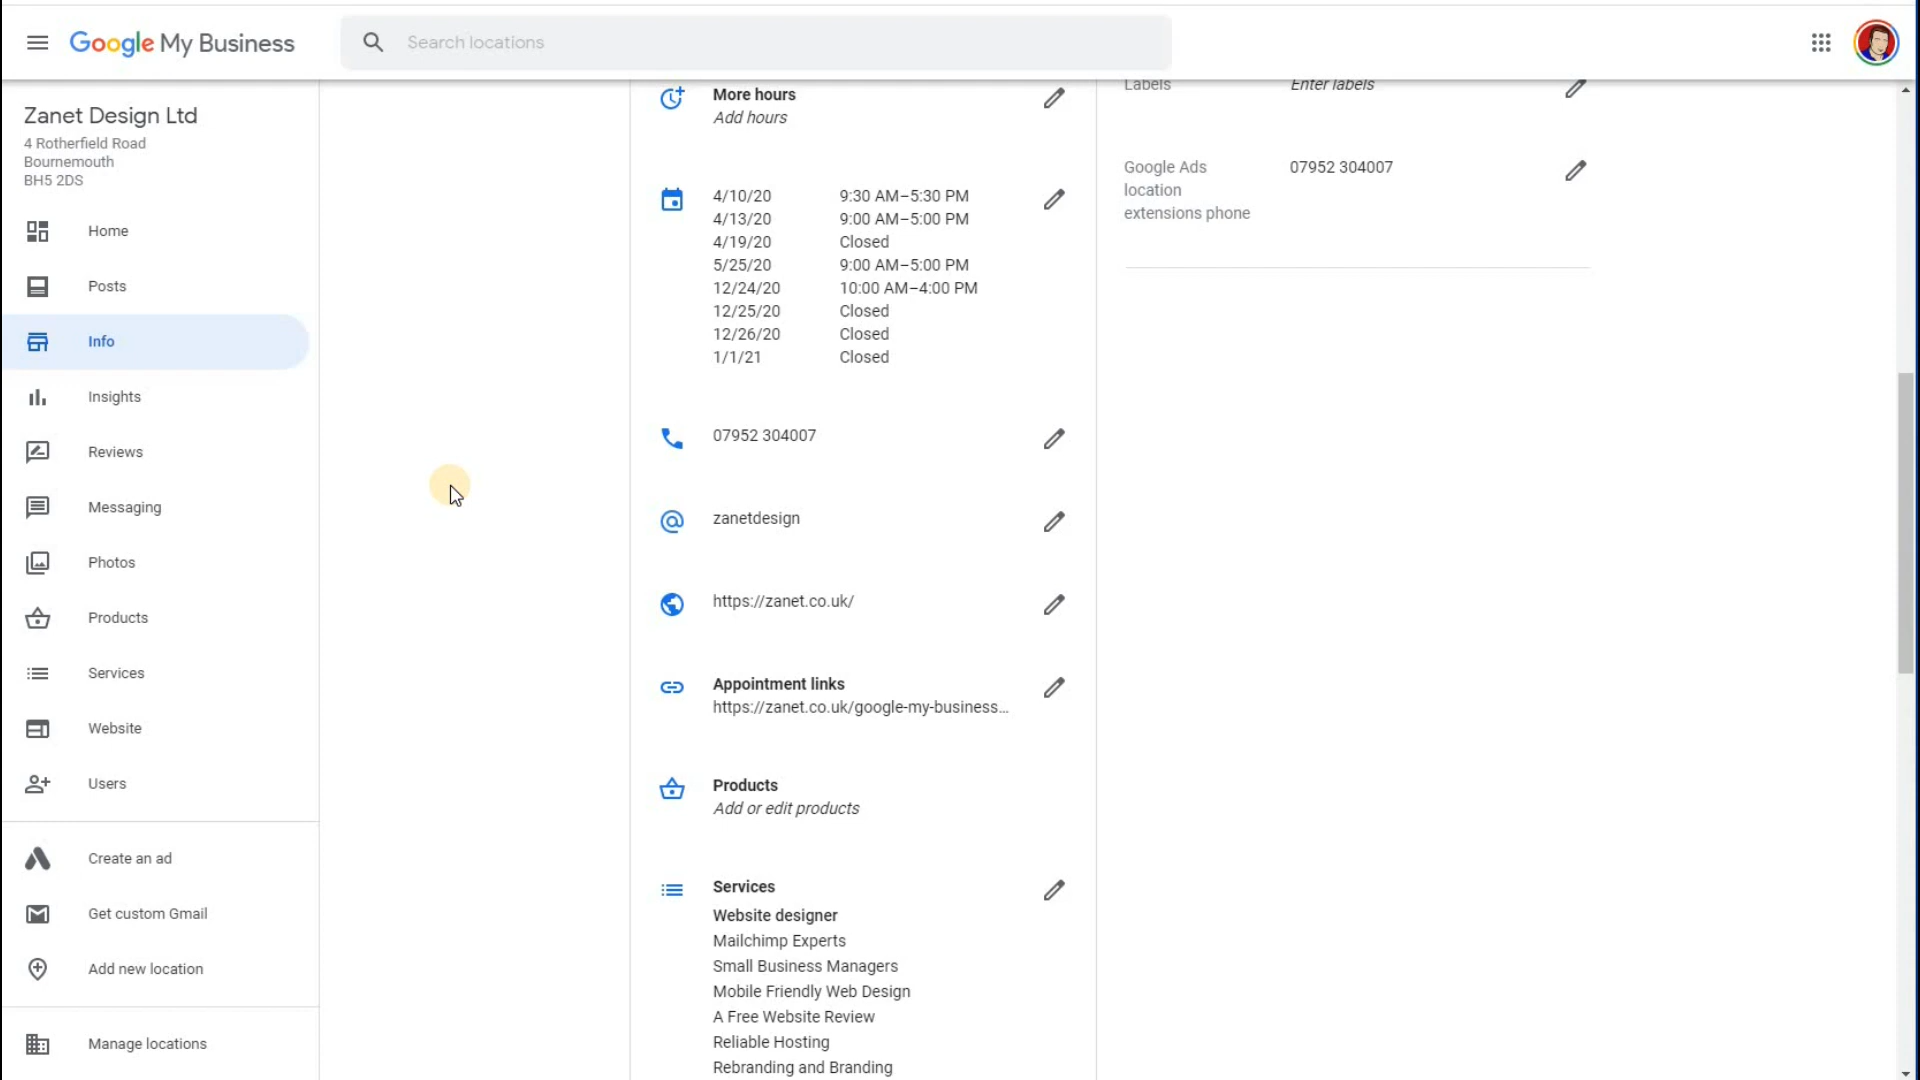 Google My Business
Search locations
Zanet Design Ltd
4 Rotherfield Road
Bournemouth
BH5 2DS
Home
Posts
Info
Insights
Reviews
Messaging
Photos
Products
Services
Website
Users
Create an ad
Get custom Gmail
Add new location
Manage locations
More hours
Add hours
4/10/20 9:30 AM–5:30 PM
4/13/20 9:00 AM–5:00 PM
4/19/20 Closed
5/25/20 9:00 AM–5:00 PM
12/24/20 10:00 AM–4:00 PM
12/25/20 Closed
12/26/20 Closed
1/1/21 Closed
07952 304007
zanetdesign
https://zanet.co.uk/
Appointment links
https://zanet.co.uk/google-my-business...
Products
Add or edit products
Services
Website designer
Mailchimp Experts
Small Business Managers
Mobile Friendly Web Design
A Free Website Review
Reliable Hosting
Rebranding and Branding
Labels Enter labels
Google Ads 07952 304007
location
extensions phone